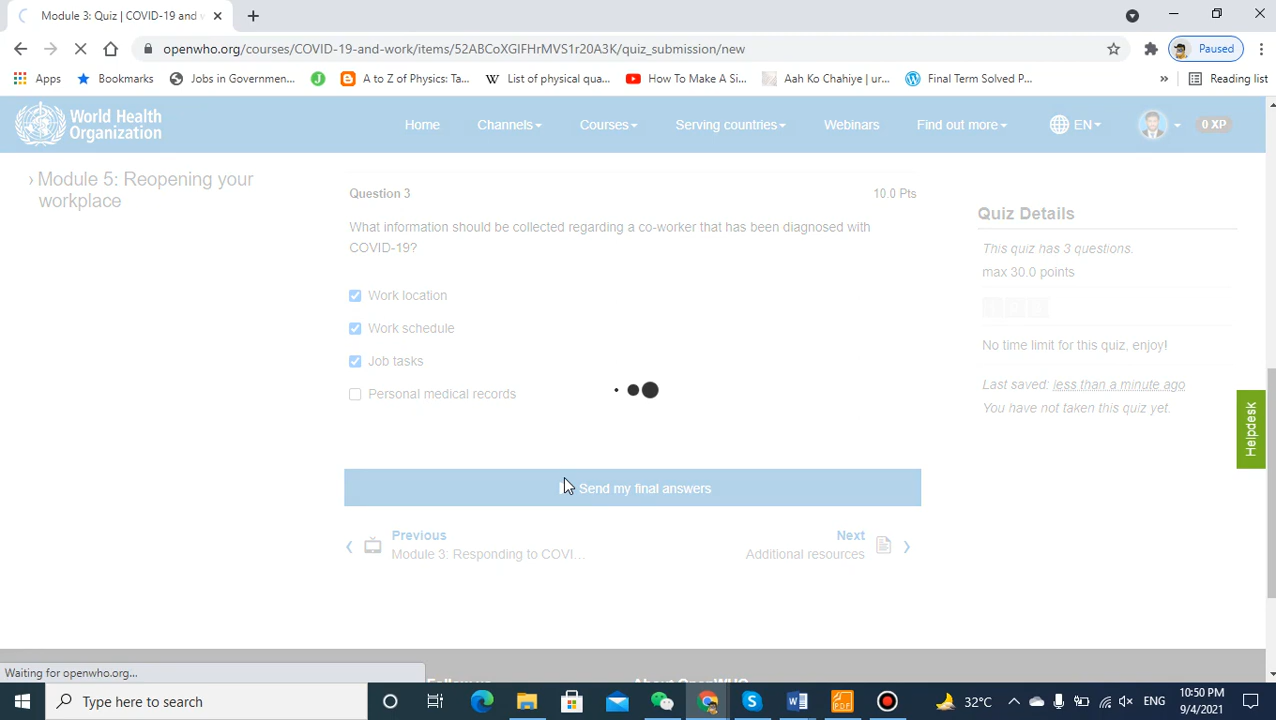 Module 3: Quiz | COVID-19 and
openwho.org/courses/COVID-19-and-work/items/52ABCoXGIFHrMVS1r20A3K/quiz_submission/new
Paused
Apps
Bookmarks
Jobs in Governmen...
A to Z of Physics: Ta...
List of physical qua...
How To Make A Si...
Aah Ko Chahiye | ur...
Final Term Solved P...
»
Reading list
World Health
Organization
Home
Channels
Courses
Serving countries
Webinars
Find out more
EN
0 XP
› Module 5: Reopening your
workplace
Question 3
10.0 Pts
What information should be collected regarding a co-worker that has been diagnosed with
COVID-19?
Work location
Work schedule
Job tasks
Personal medical records
Send my final answers
Previous
Module 3: Responding to COVI...
Next
Additional resources
Quiz Details
This quiz has 3 questions.
max 30.0 points
No time limit for this quiz, enjoy!
Last saved: less than a minute ago
You have not taken this quiz yet.
Helpdesk
Waiting for openwho.org...
Type here to search
32°C
ENG
10:50 PM
9/4/2021